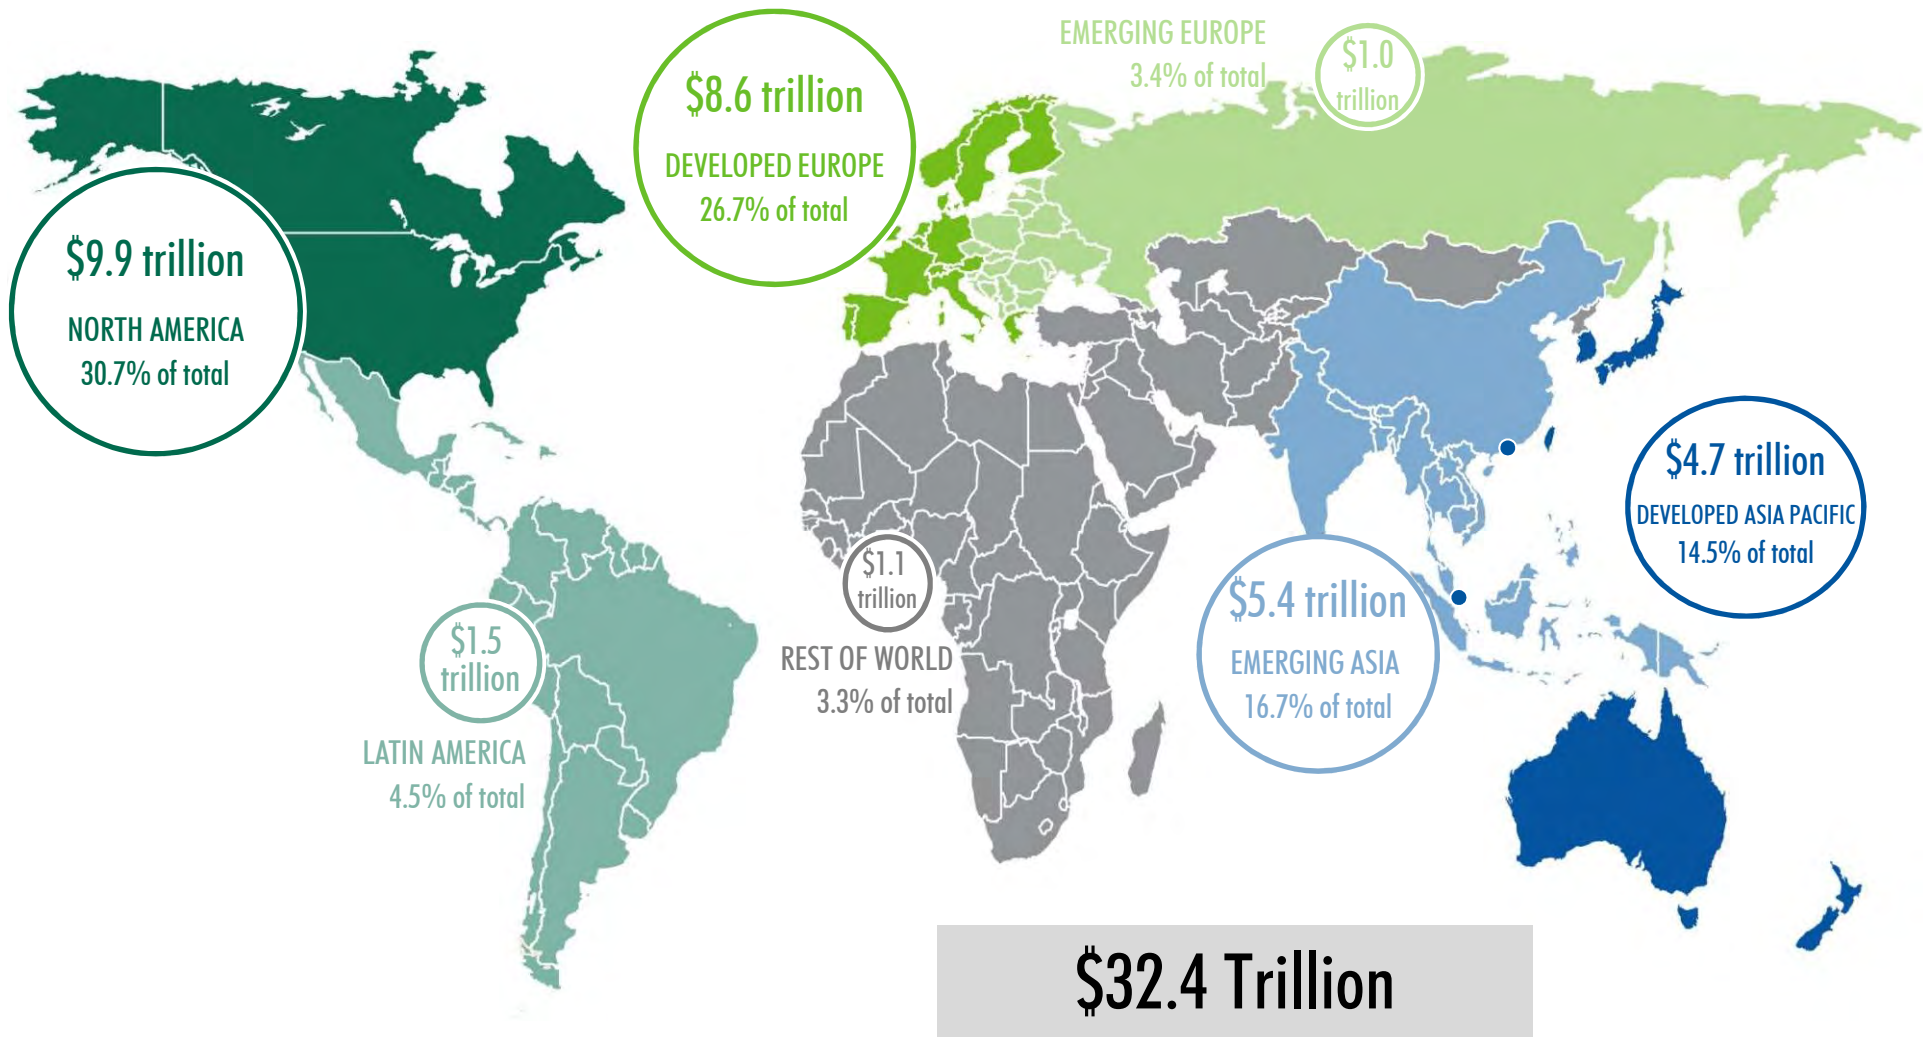 EMERGING EUROPE
3.4% of total
$1.0
trillion
$8.6 trillion
DEVELOPED EUROPE
26.7% of total
$9.9 trillion
NORTH AMERICA
30.7% of total
$4.7 trillion
DEVELOPED ASIA PACIFIC
14.5% of total
$1.1
trillion
REST OF WORLD
3.3% of total
$5.4 trillion
EMERGING ASIA
16.7% of total
$1.5
trillion
LATIN AMERICA
4.5% of total
$32.4 Trillion